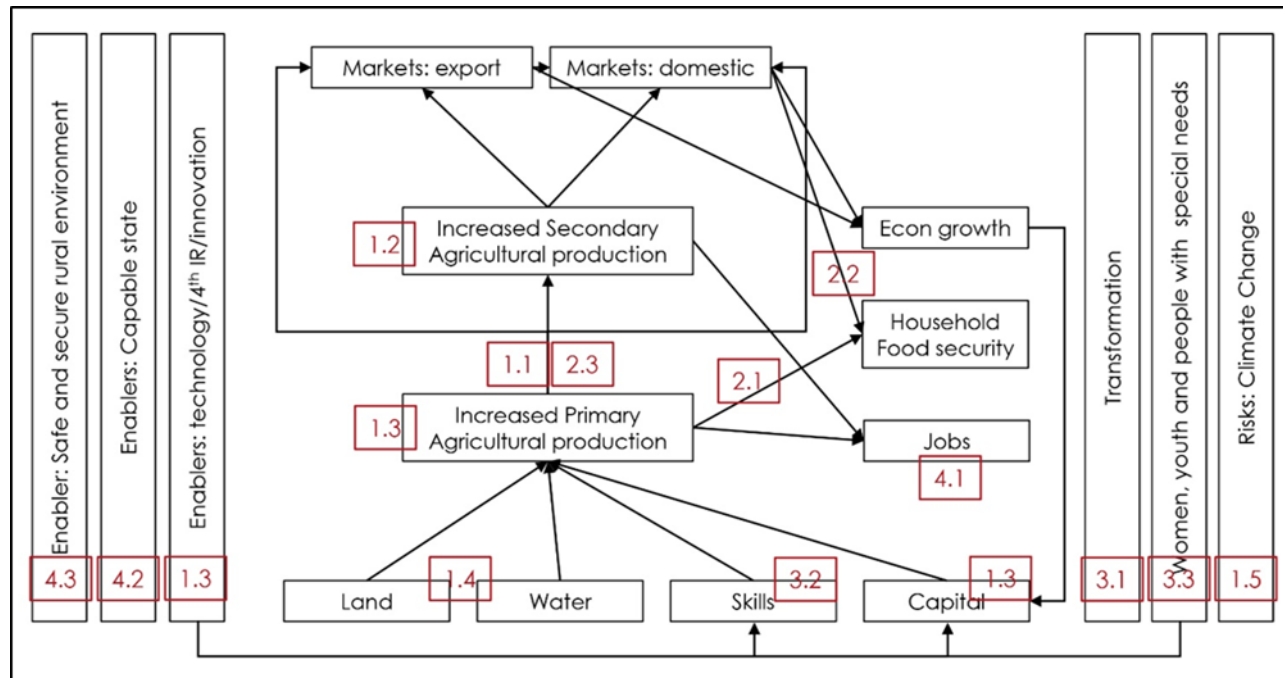 Enabler: Safe and secure rural environment
4.3
Enablers: Capable state
4.2
Enablers: technology/4th IR/innovation
1.3
Markets: export
Markets: domestic
1.2
Increased Secondary
Agricultural production
Econ growth
2.2
Household
Food security
1.1
2.3
2.1
1.3
Increased Primary
Agricultural production
Jobs
4.1
Land
1.4
Water
Skills
3.2
Capital
1.3
Transformation
3.1
Women, youth and people with special needs
3.3
Risks: Climate Change
1.5